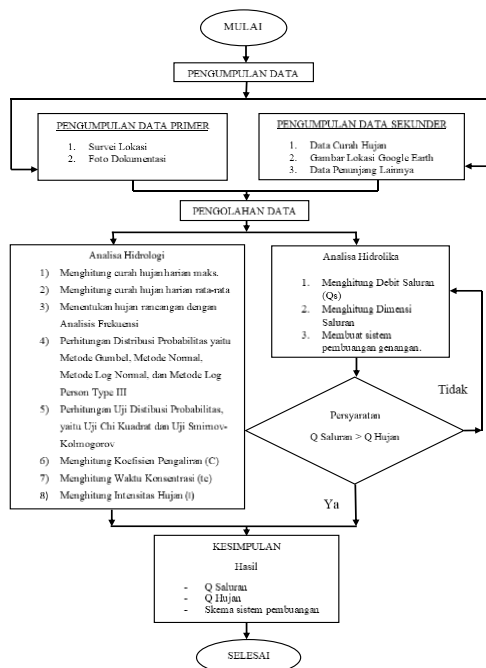 MULAI
PENGUMPULAN DATA
PENGUMPULAN DATA PRIMER
1. Survei Lokasi
2. Foto Dokumentasi
PENGUMPULAN DATA SEKUNDER
1. Data Curah Hujan
2. Gambar Lokasi Google Earth
3. Data Penunjang Lainnya
PENGOLAHAN DATA
Analisa Hidrologi
1) Menghitung curah hujan harian maks.
2) Menghitung curah hujan harian rata-rata
3) Menentukan hujan rancangan dengan
Analisis Frekuensi
4) Perhitungan Distribusi Probabilitas yaitu
Metode Gumbel, Metode Normal,
Metode Log Normal, dan Metode Log
Person Type III
5) Perhitungan Uji Distibusi Probabilitas,
yaitu Uji Chi Kuadrat dan Uji Smirnov-
Kolmogorov
6) Menghitung Koefisien Pengaliran (C)
7) Menghitung Waktu Konsentrasi (tc)
8) Menghitung Intensitas Hujan (I)
Analisa Hidrolika
1. Menghitung Debit Saluran
(Qs)
2. Menghitung Dimensi
Saluran
3. Membuat sistem
pembuangan genangan.
Tidak
Persyaratan
Q Saluran > Q Hujan
Ya
KESIMPULAN
Hasil
- Q Saluran
- Q Hujan
- Skema sistem pembuangan
SELESAI